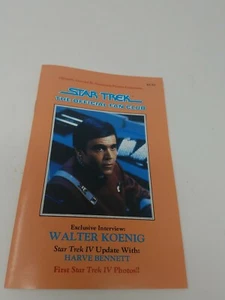 STAR TREK
THE OFFICIAL FAN CLUB
Exclusive Interview:
WALTER KOENIG
Star Trek IV Update With:
HARVE BENNETT
First Star Trek IV Photos!!